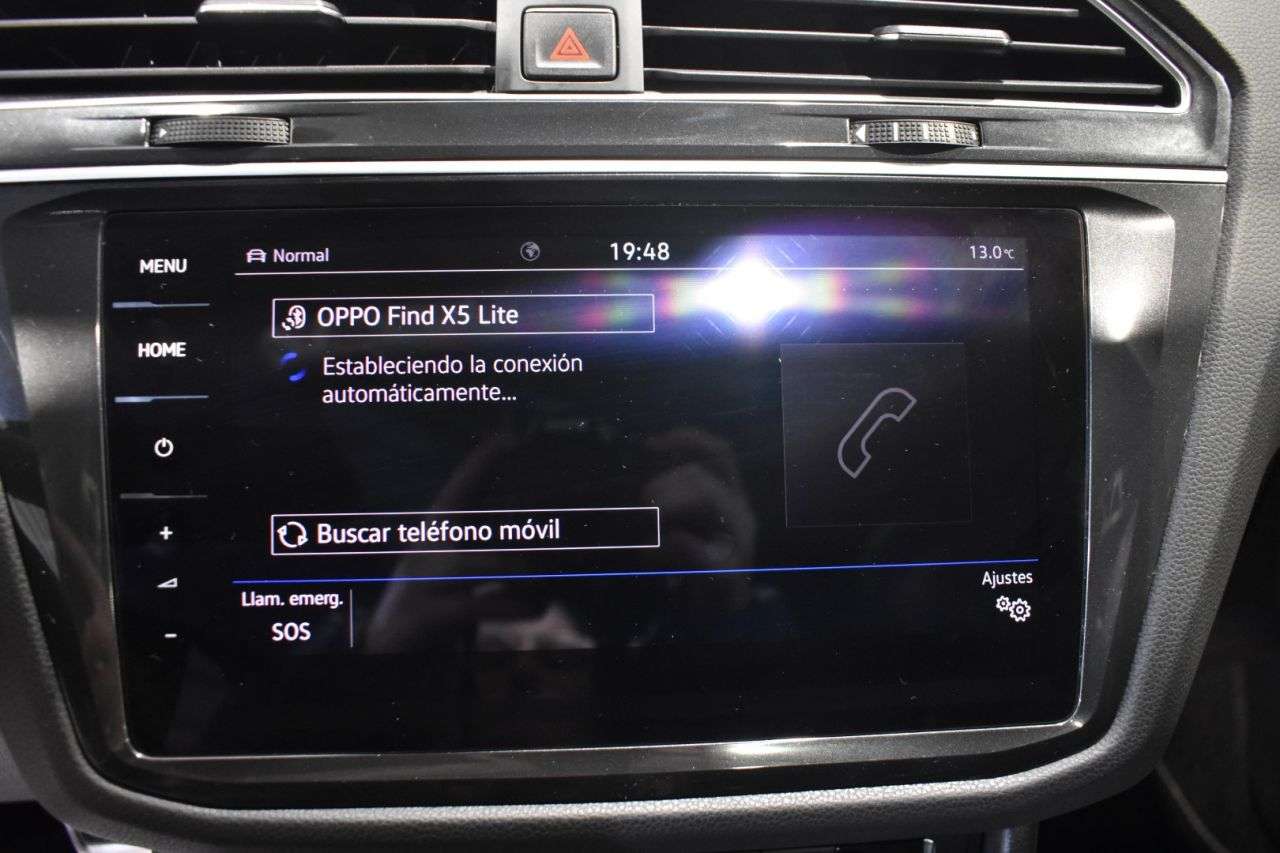 MENU
Normal
19:48
13.0°C
OPPO Find X5 Lite
HOME
Estableciendo la conexión
automáticamente...
Buscar teléfono móvil
+
-
Llam. emerg.
SOS
Ajustes